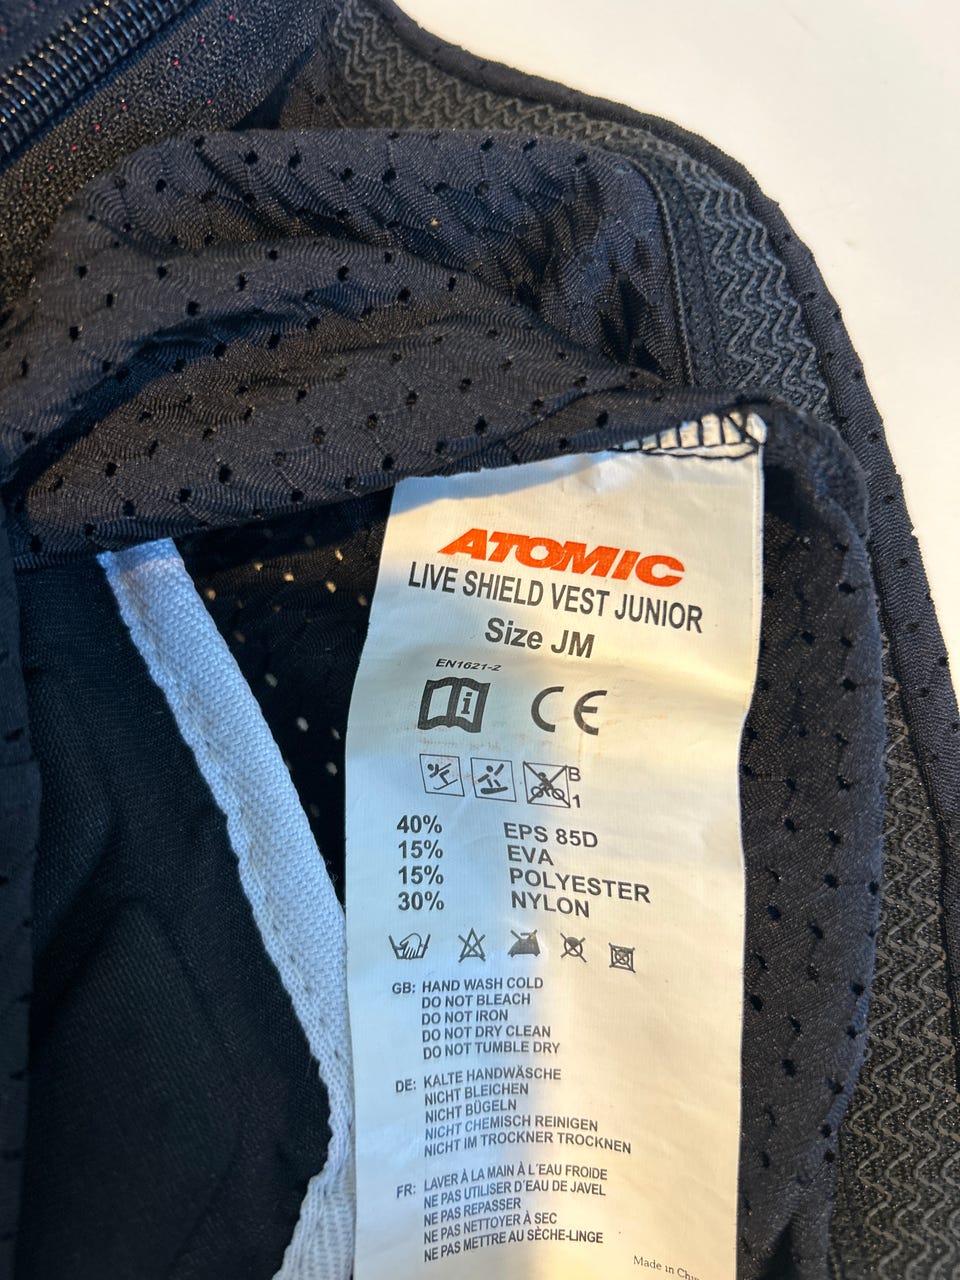 ATOMIC
LIVE SHIELD VEST JUNIOR
Size JM
EN1621-2
i CE
B
1
40% EPS 85D
15% EVA
15% POLYESTER
30% NYLON
GB: HAND WASH COLD
DO NOT BLEACH
DO NOT IRON
DO NOT DRY CLEAN
DO NOT TUMBLE DRY
DE: KALTE HANDWÄSCHE
NICHT BLEICHEN
NICHT BÜGELN
NICHT CHEMISCH REINIGEN
NICHT IM TROCKNER TROCKNEN
FR: LAVER À LA MAIN À L´EAU FROIDE
NE PAS UTILISER D´EAU DE JAVEL
NE PAS REPASSER
NE PAS NETTOYER À SEC
NE PAS METTRE AU SÈCHE-LINGE
Made in